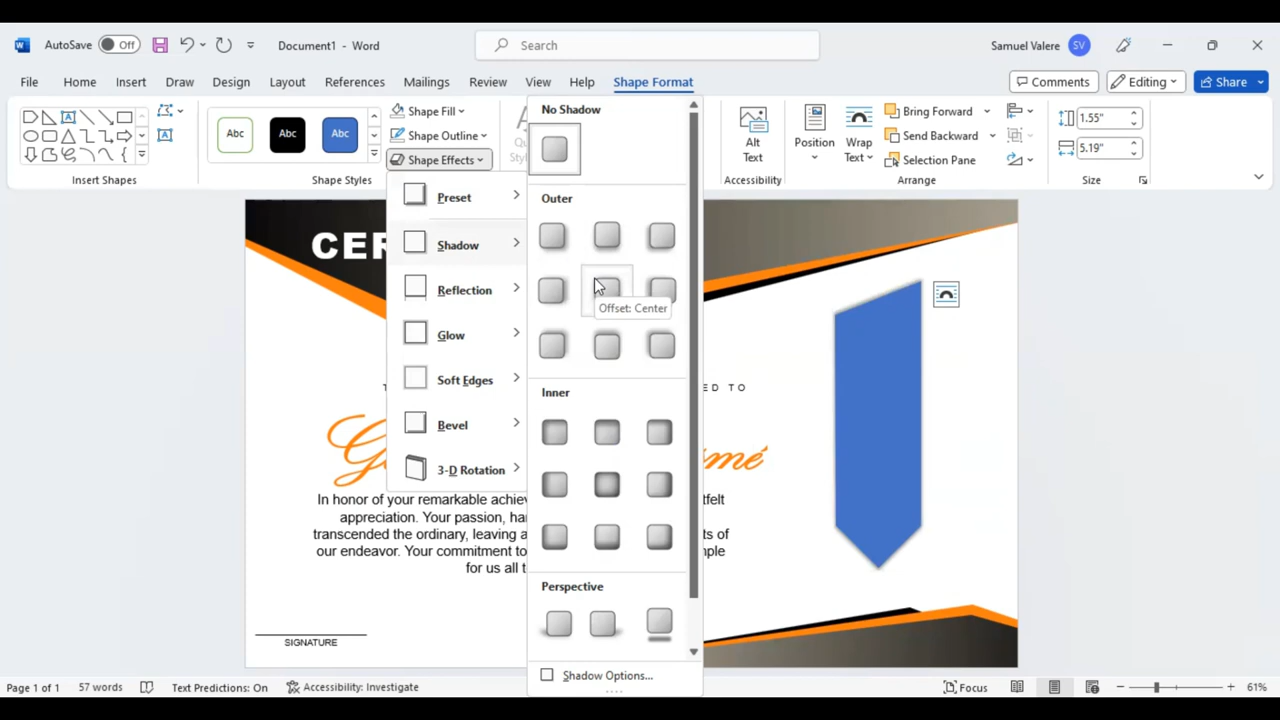 AutoSave Off Document1 - Word Search Samuel Valere SV
File Home Insert Draw Design Layout References Mailings Review View Help Shape Format Comments Editing Share
Abc Abc Abc
Shape Fill
Shape Outline
Shape Effects
Alt Text
Position
Wrap Text
Bring Forward
Send Backward
Selection Pane
1.55"
5.19"
Insert Shapes Shape Styles Accessibility Arrange Size
Preset
Shadow
Reflection
Glow
Soft Edges
Bevel
3-D Rotation
No Shadow
Outer
Offset: Center
Inner
Perspective
Shadow Options...
CER
T ED TO
mé
In honor of your remarkable achie tfelt
appreciation. Your passion, ha
transcended the ordinary, leaving a ts of
our endeavor. Your commitment to mple
for us all t
SIGNATURE
Page 1 of 1 57 words Text Predictions: On Accessibility: Investigate Focus 61%